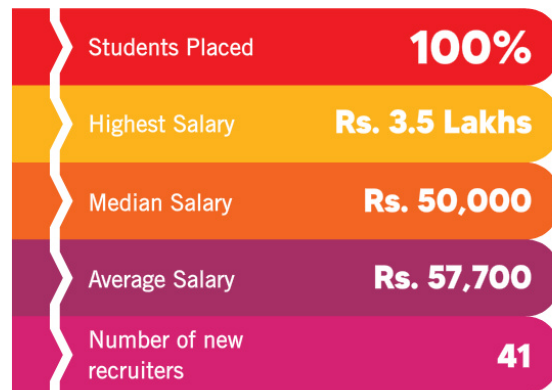 Students Placed 100%
Highest Salary Rs. 3.5 Lakhs
Median Salary Rs. 50,000
Average Salary Rs. 57,700
Number of new
recruiters 41